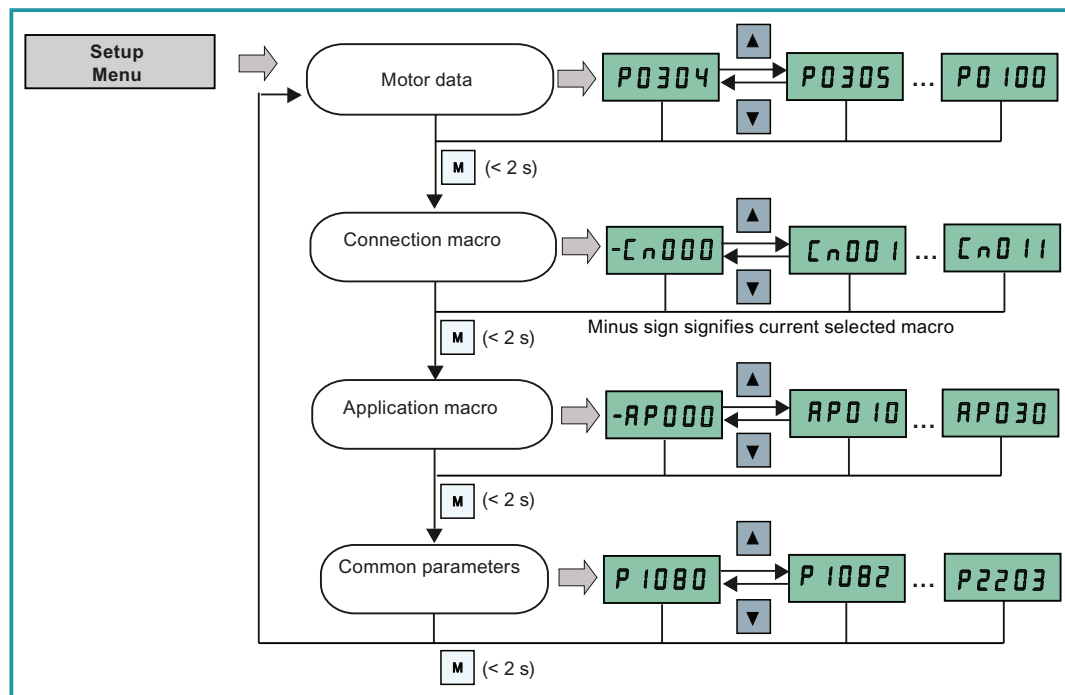 Setup
Menu
Motor data
P0304
▲
▼
P0305
...
P0100
M (< 2 s)
Connection macro
-Cn000
▲
▼
Cn001
...
Cn011
Minus sign signifies current selected macro
M (< 2 s)
Application macro
-AP000
▲
▼
AP010
...
AP030
M (< 2 s)
Common parameters
P1080
▲
▼
P1082
...
P2203
M (< 2 s)